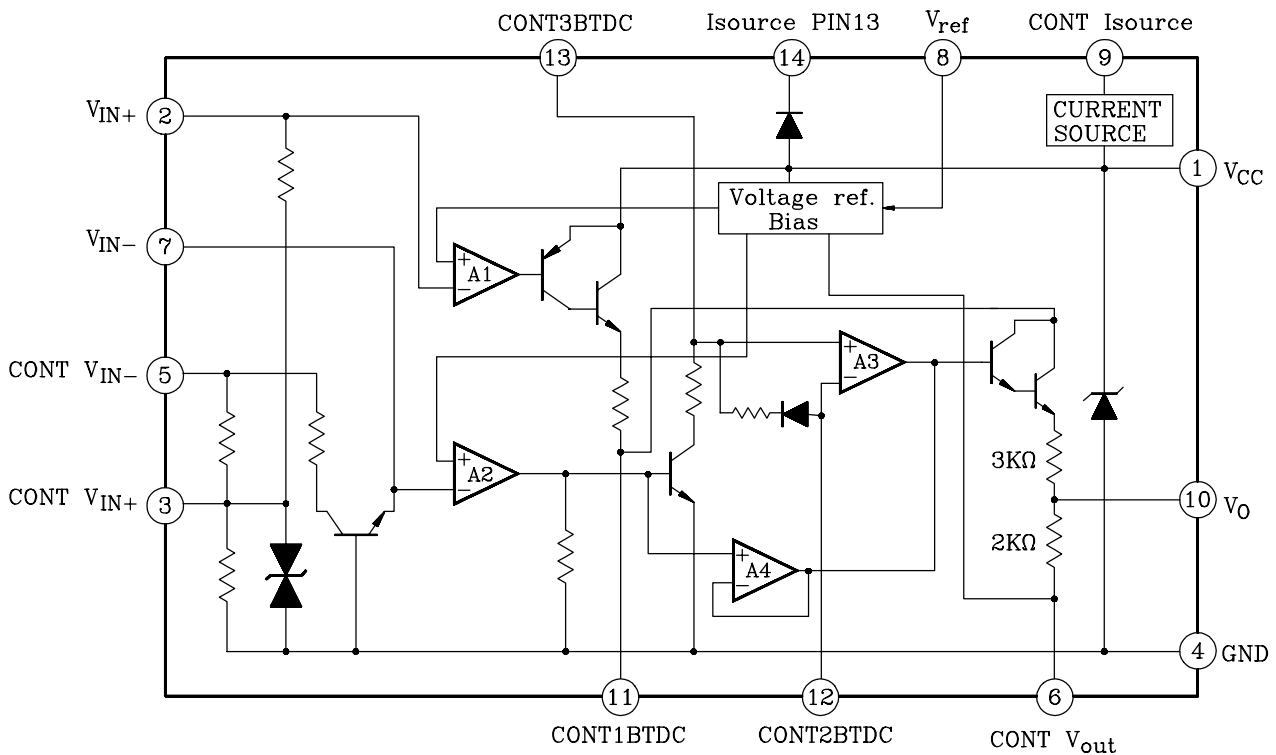 CONT3BTDC
Isource PIN13
Vref
CONT Isource
13
14
8
9
VIN+
2
CURRENT
SOURCE
1
VCC
Voltage ref.
Bias
VIN−
7
+
A1
−
CONT VIN−
5
+
A3
−
3KΩ
+
A2
−
CONT VIN+
3
10
VO
2KΩ
+
A4
−
4
GND
11
12
6
CONT1BTDC
CONT2BTDC
CONT Vout